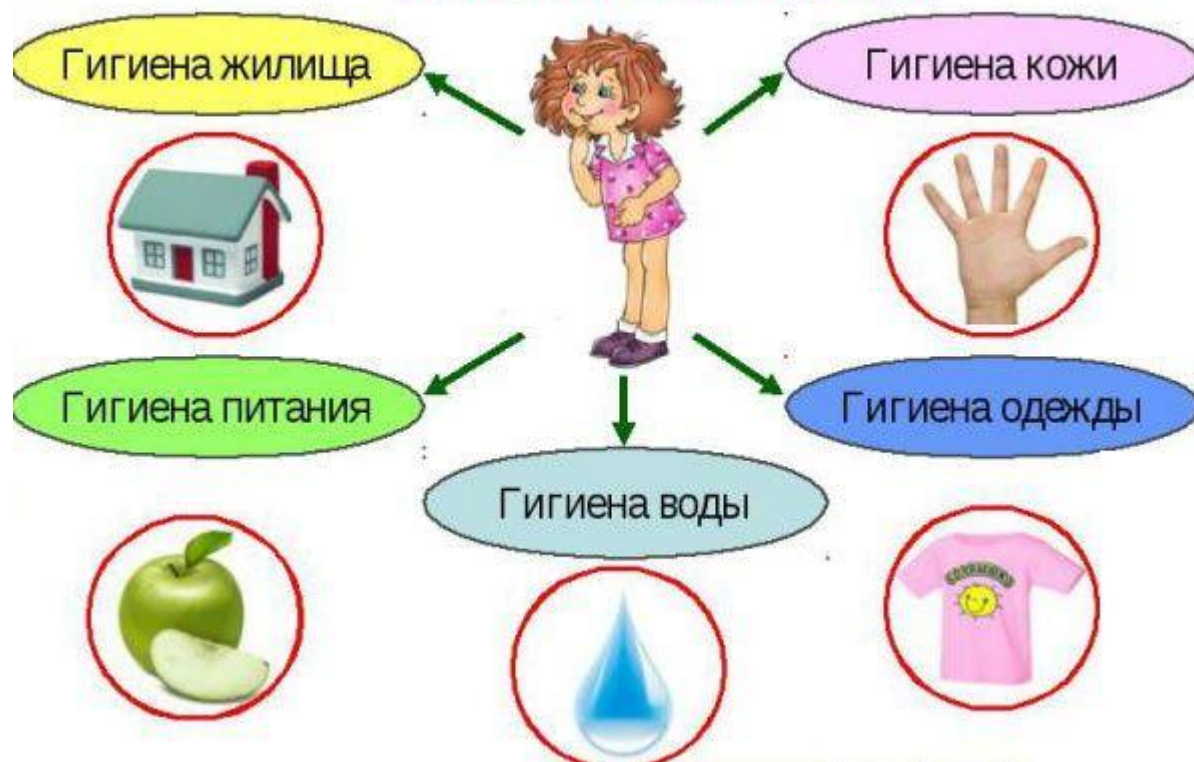 Гигиена жилища
Гигиена кожи
Гигиена питания
Гигиена одежды
Гигиена воды